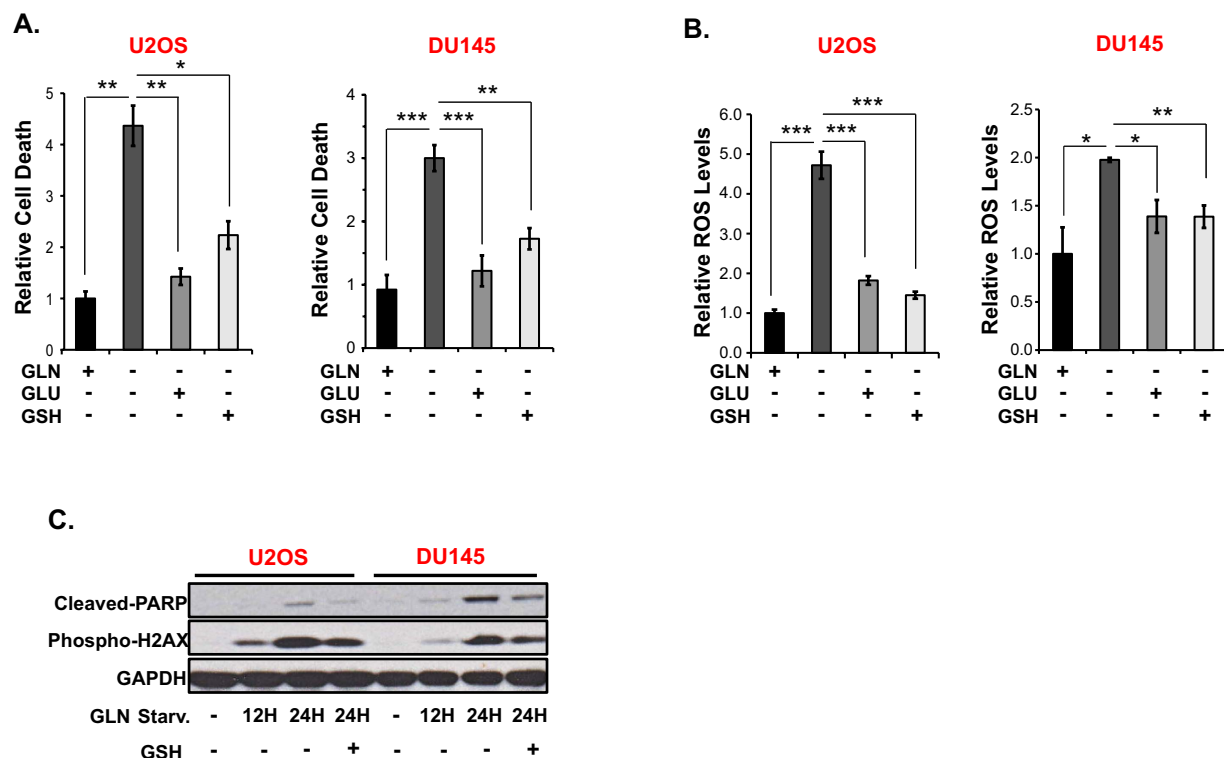 A.
U2OS
DU145
** ** *
*** *** **
Relative Cell Death
5
4
3
2
1
0
Relative Cell Death
4
3
2
1
0
GLN + - - -
GLU - - + -
GSH - - - +
GLN + - - -
GLU - - + -
GSH - - - +
B.
U2OS
DU145
*** *** ***
* * **
Relative ROS Levels
6.0
5.0
4.0
3.0
2.0
1.0
0.0
Relative ROS Levels
2.5
2.0
1.5
1.0
0.5
0.0
GLN + - - -
GLU - - + -
GSH - - - +
GLN + - - -
GLU - - + -
GSH - - - +
C.
U2OS DU145
Cleaved-PARP
Phospho-H2AX
GAPDH
GLN Starv. - 12H 24H 24H - 12H 24H 24H
GSH - - - + - - - +